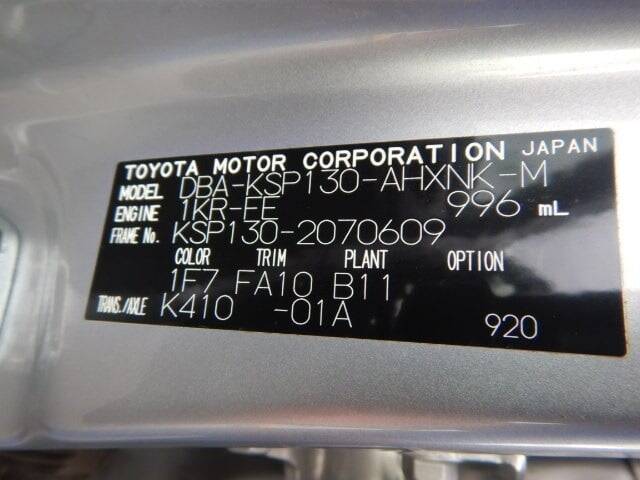 TOYOTA MOTOR CORPORATION JAPAN
MODEL DBA-KSP130-AHXNK-M
ENGINE 1KR-EE 996 mL
FRAME No. KSP130-2070609
COLOR TRIM PLANT OPTION
1F7 FA10 B11
TRANS./AXLE K410 -01A 920